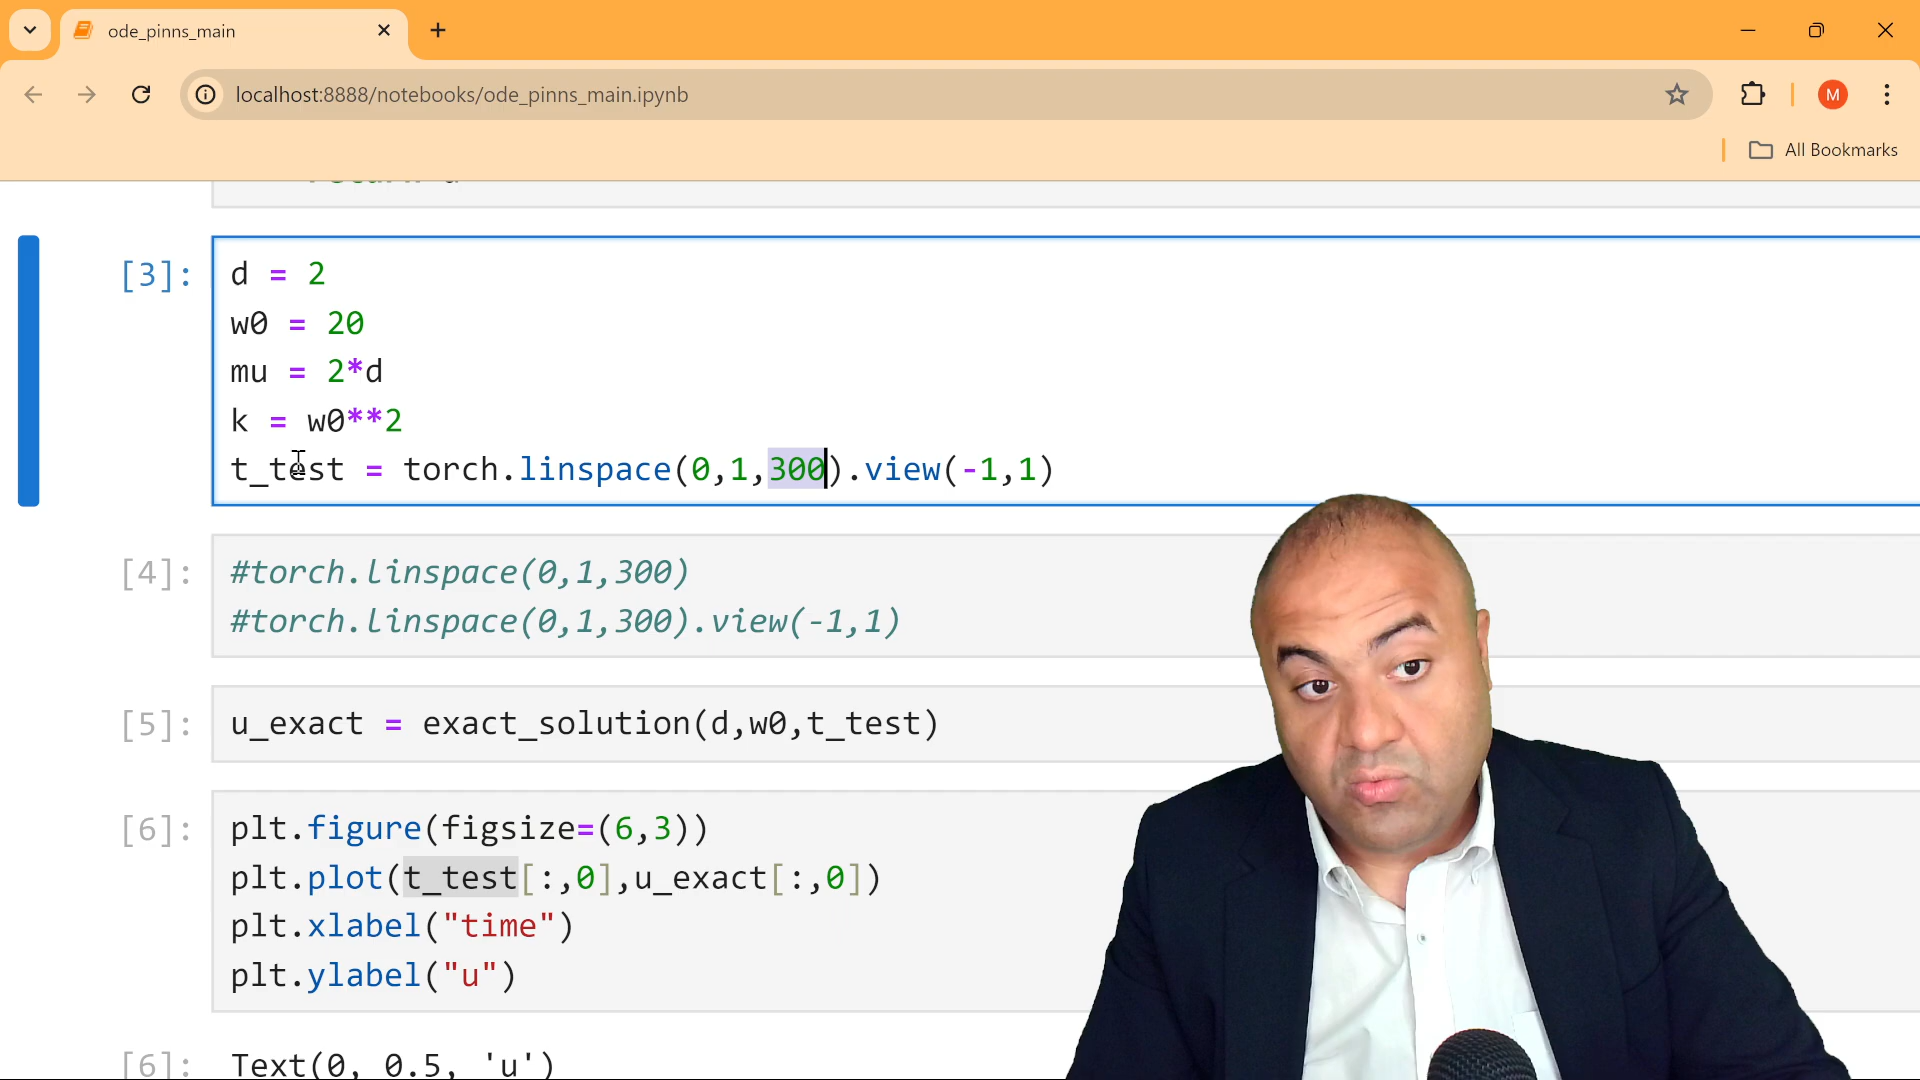 ode_pinns_main
localhost:8888/notebooks/ode_pinns_main.ipynb
M
All Bookmarks
[3]:
d = 2
w0 = 20
mu = 2*d
k = w0**2
t_test = torch.linspace(0,1,300).view(-1,1)
[4]:
#torch.linspace(0,1,300)
#torch.linspace(0,1,300).view(-1,1)
[5]:
u_exact = exact_solution(d,w0,t_test)
[6]:
plt.figure(figsize=(6,3))
plt.plot(t_test[:,0],u_exact[:,0])
plt.xlabel("time")
plt.ylabel("u")
[6]:
Text(0, 0.5, 'u')